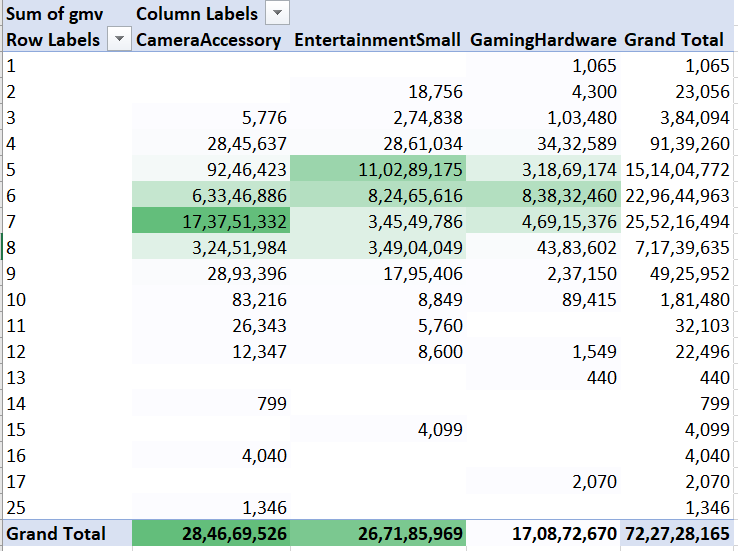 Sum of gmv Column Labels
Row Labels CameraAccessory EntertainmentSmall GamingHardware Grand Total
1 1,065 1,065
2 18,756 4,300 23,056
3 5,776 2,74,838 1,03,480 3,84,094
4 28,45,637 28,61,034 34,32,589 91,39,260
5 92,46,423 11,02,89,175 3,18,69,174 15,14,04,772
6 6,33,46,886 8,24,65,616 8,38,32,460 22,96,44,963
7 17,37,51,332 3,45,49,786 4,69,15,376 25,52,16,494
8 3,24,51,984 3,49,04,049 43,83,602 7,17,39,635
9 28,93,396 17,95,406 2,37,150 49,25,952
10 83,216 8,849 89,415 1,81,480
11 26,343 5,760 32,103
12 12,347 8,600 1,549 22,496
13 440 440
14 799 799
15 4,099 4,099
16 4,040 4,040
17 2,070 2,070
25 1,346 1,346
Grand Total 28,46,69,526 26,71,85,969 17,08,72,670 72,27,28,165